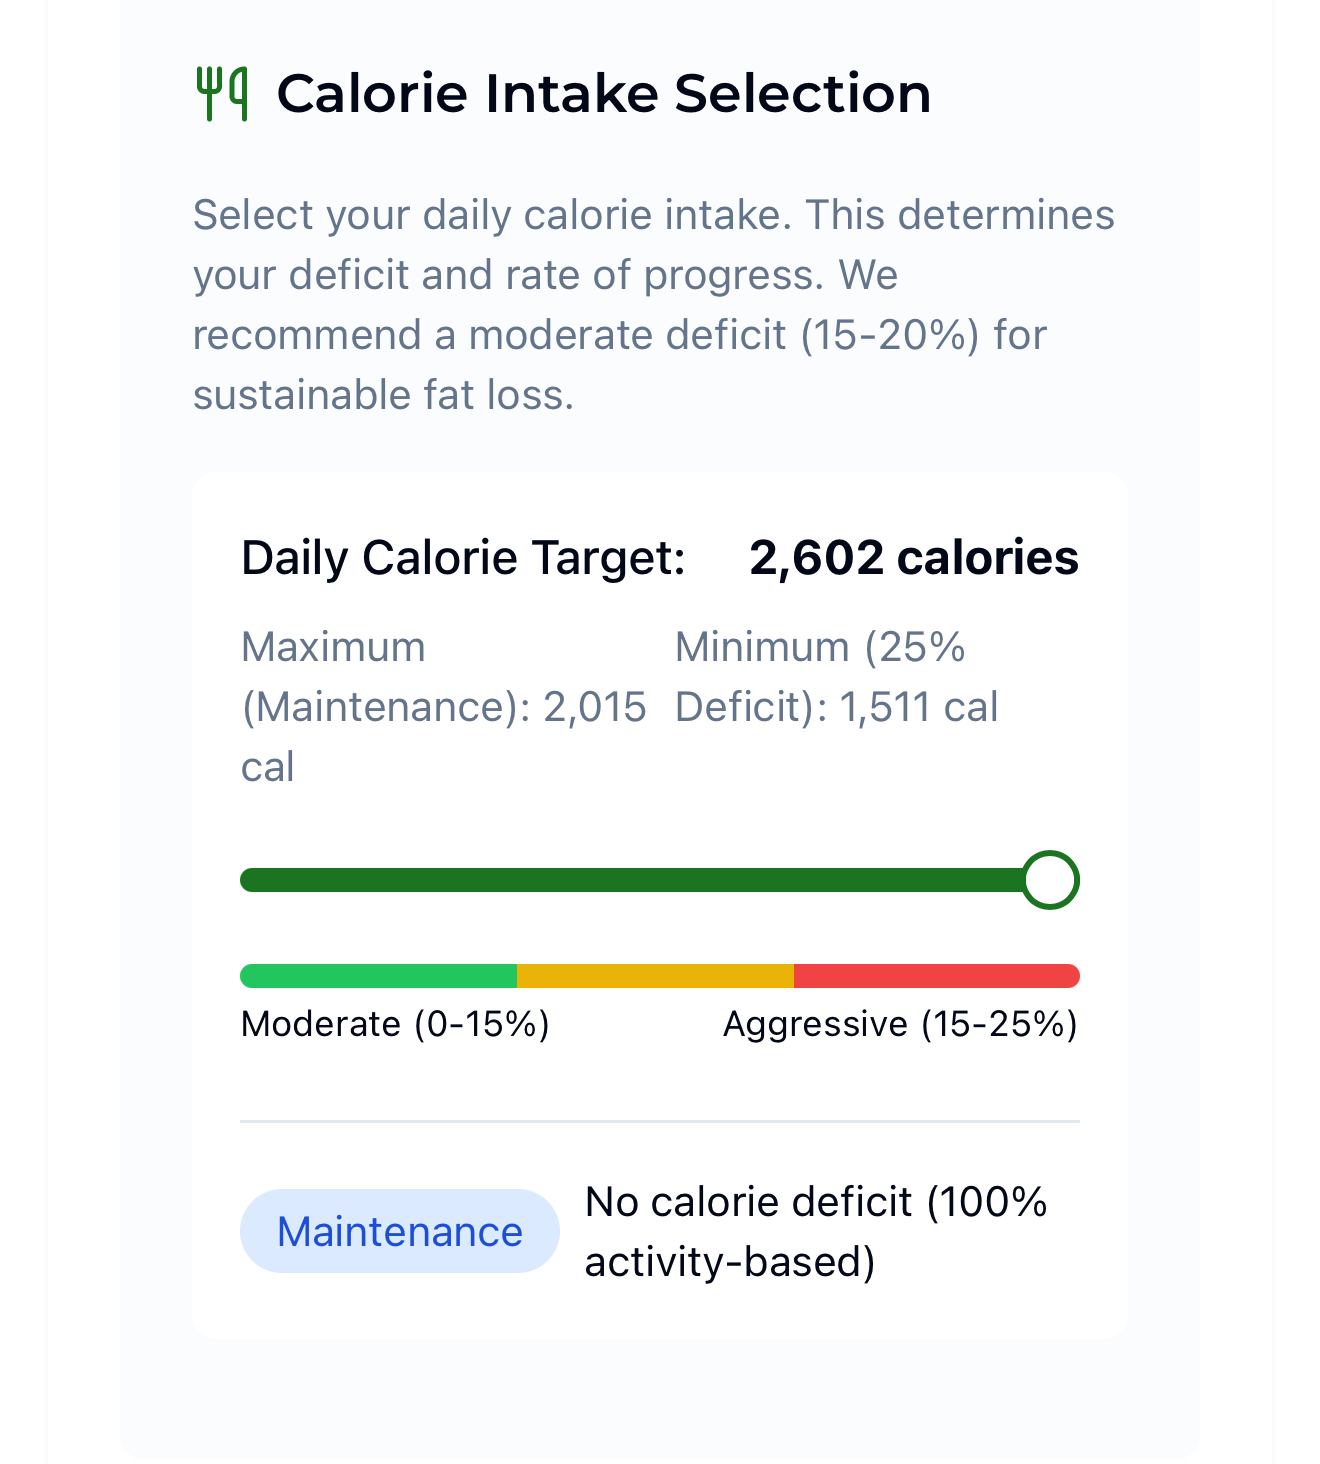 Calorie Intake Selection
Select your daily calorie intake. This determines
your deficit and rate of progress. We
recommend a moderate deficit (15-20%) for
sustainable fat loss.
Daily Calorie Target: 2,602 calories
Maximum
(Maintenance): 2,015
cal
Minimum (25%
Deficit): 1,511 cal
Moderate (0-15%)
Aggressive (15-25%)
Maintenance
No calorie deficit (100%
activity-based)